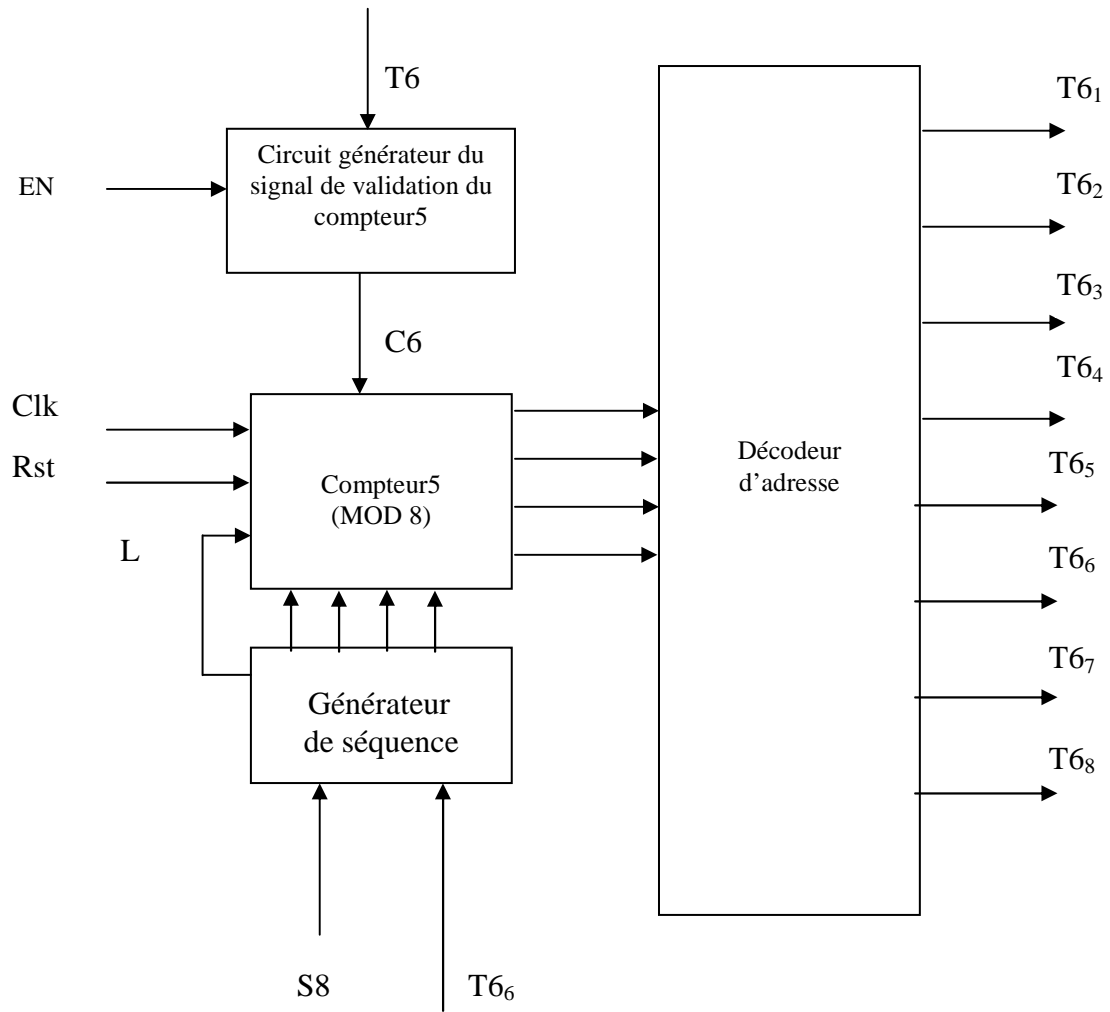 T6
T6₁
Circuit générateur du
signal de validation du
compteur5
EN
T6₂
T6₃
C6
T6₄
Clk
Rst
L
Compteur5
(MOD 8)
Décodeur
d'adresse
T6₅
T6₆
T6₇
Générateur
de séquence
T6₈
S8
T6₆